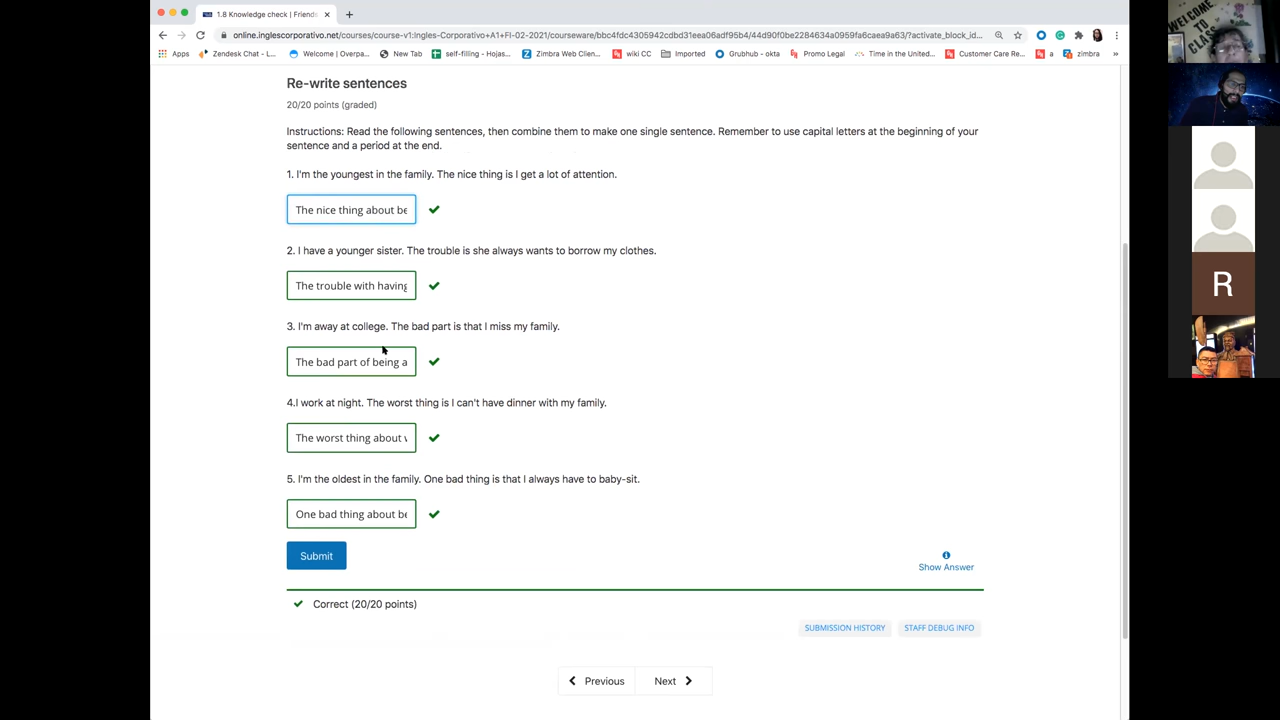 1.8 Knowledge check | Friends
online.inglescorporativo.net/courses/course-v1:Ingles-Corporativo+A1+FI-02-2021/courseware/bbc4fdc4305942cdbd31eea06adf95b4/44d90f0be2284634a0959fa6caea9a63/?activate_block_id...
Apps Zendesk Chat - L... Welcome | Overpa... New Tab self-filling - Hojas... Zimbra Web Clien... Imported Grubhub - okta wiki CC Promo Legal Time in the United... Customer Care Re... a zimbra »
WELCOME TO CLASS
Re-write sentences
20/20 points (graded)
Instructions: Read the following sentences, then combine them to make one single sentence. Remember to use capital letters at the beginning of your
sentence and a period at the end.
1. I'm the youngest in the family. The nice thing is I get a lot of attention.
The nice thing about be
2. I have a younger sister. The trouble is she always wants to borrow my clothes.
The trouble with having
R
3. I'm away at college. The bad part is that I miss my family.
The bad part of being a
4.I work at night. The worst thing is I can't have dinner with my family.
The worst thing about w
5. I'm the oldest in the family. One bad thing is that I always have to baby-sit.
One bad thing about be
Submit
Show Answer
Correct (20/20 points)
SUBMISSION HISTORY STAFF DEBUG INFO
Previous Next